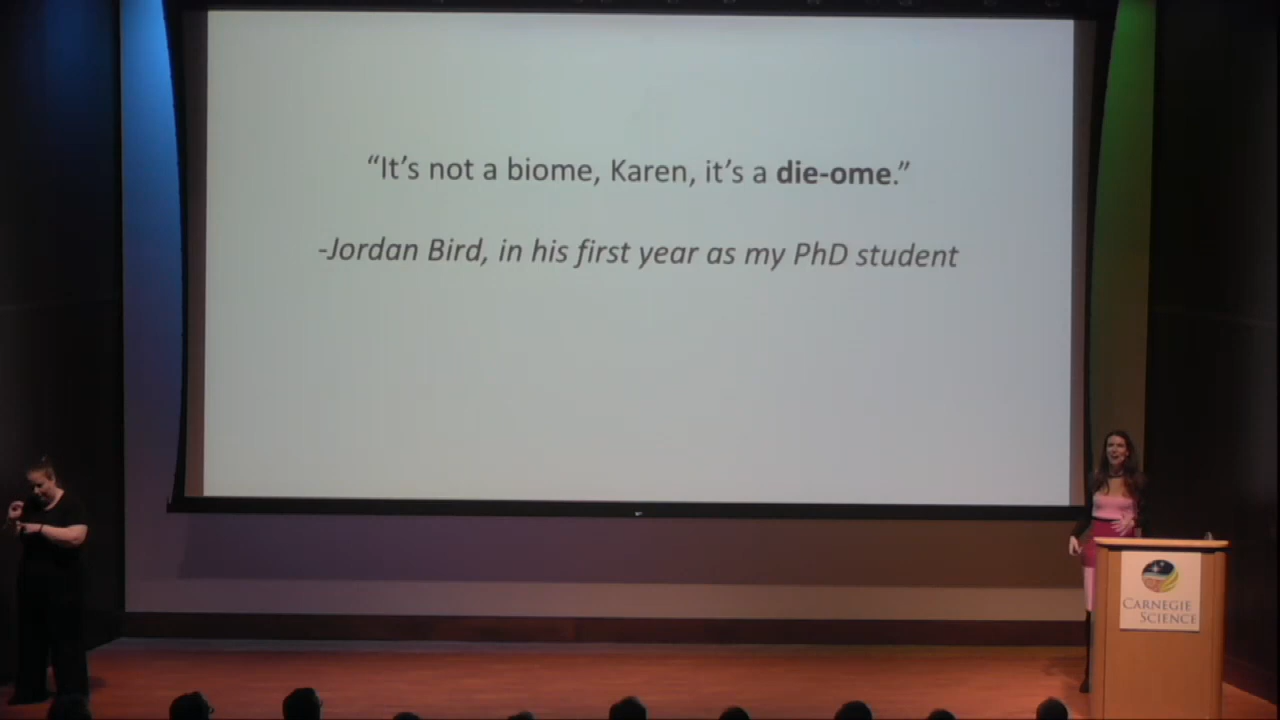 “It’s not a biome, Karen, it’s a die-ome.”
-Jordan Bird, in his first year as my PhD student
CARNEGIE
SCIENCE